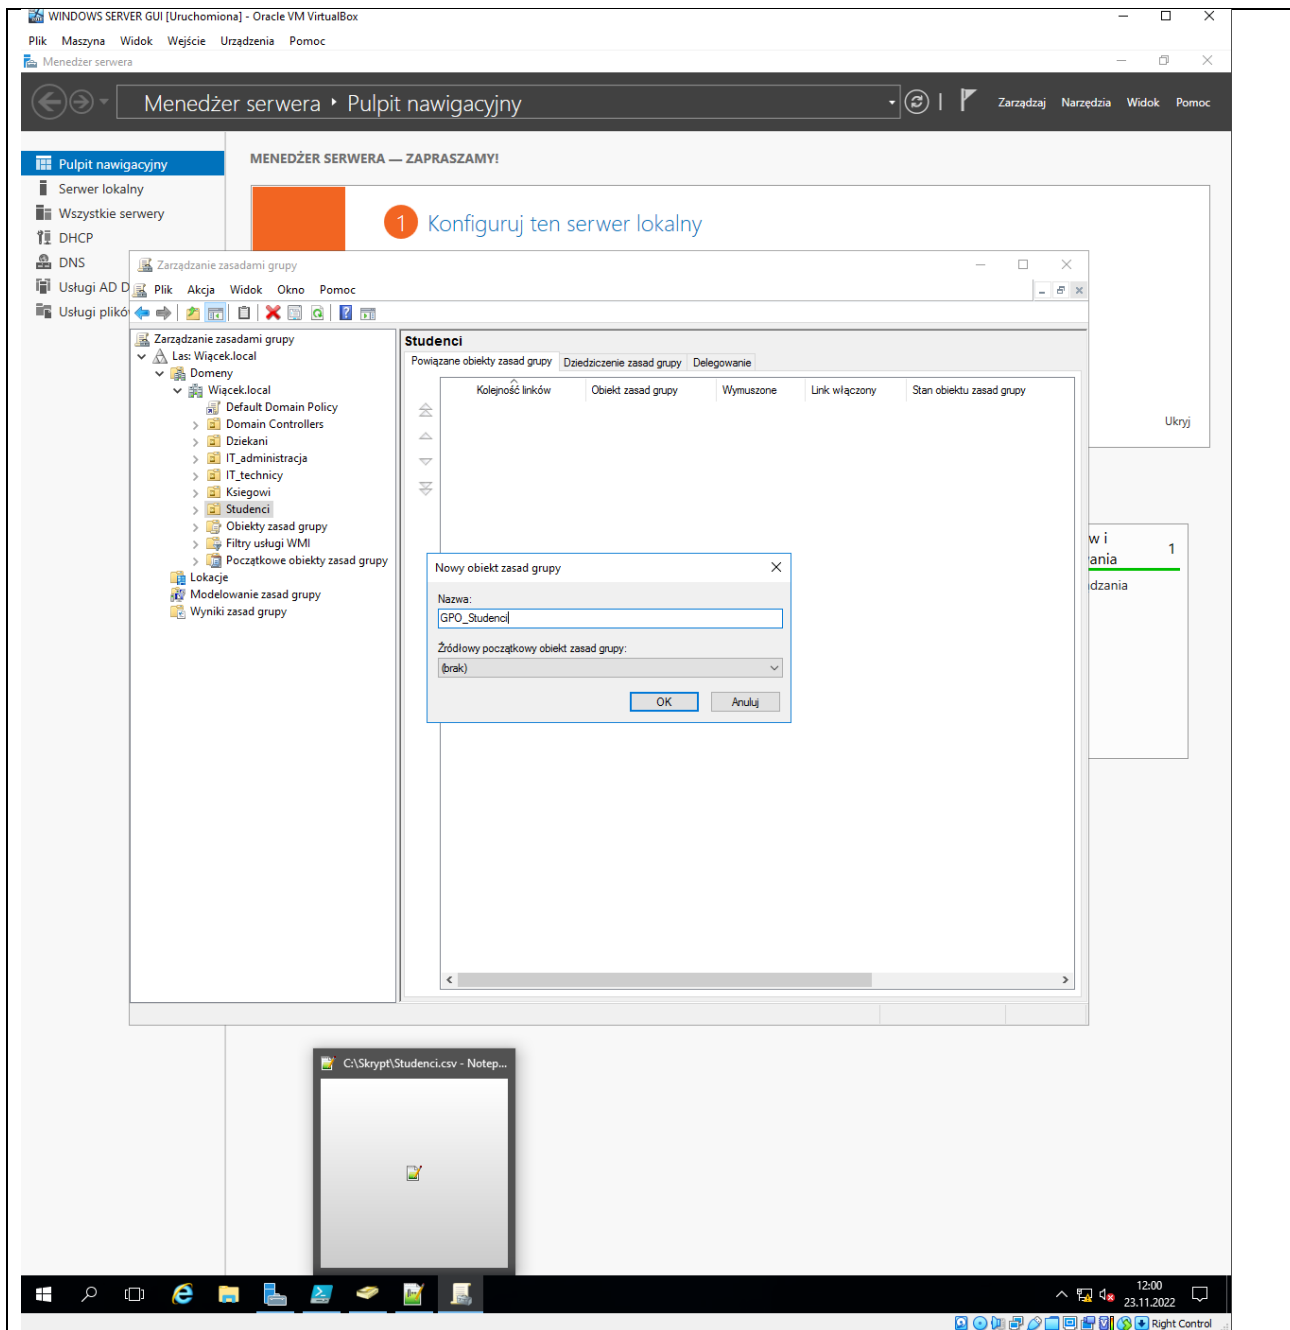 WINDOWS SERVER GUI [Uruchomiona] - Oracle VM VirtualBox
Plik Maszyna Widok Wejście Urządzenia Pomoc
Menedżer serwera
Menedżer serwera ‣ Pulpit nawigacyjny
Zarządzaj Narzędzia Widok Pomoc
Pulpit nawigacyjny
Serwer lokalny
Wszystkie serwery
DHCP
DNS
Usługi AD D
Usługi plikó
MENEDŻER SERWERA — ZAPRASZAMY!
1 Konfiguruj ten serwer lokalny
Ukryj
w i
ania
1
dzania
Zarządzanie zasadami grupy
Plik Akcja Widok Okno Pomoc
Zarządzanie zasadami grupy
Las: Wiącek.local
Domeny
Wiącek.local
Default Domain Policy
Domain Controllers
Dziekani
IT_administracja
IT_technicy
Ksiegowi
Studenci
Obiekty zasad grupy
Filtry usługi WMI
Początkowe obiekty zasad grupy
Lokacje
Modelowanie zasad grupy
Wyniki zasad grupy
Studenci
Powiązane obiekty zasad grupy Dziedziczenie zasad grupy Delegowanie
Kolejność linków Obiekt zasad grupy Wymuszone Link włączony Stan obiektu zasad grupy
Nowy obiekt zasad grupy
Nazwa:
GPO_Studenci
Źródłowy początkowy obiekt zasad grupy:
(brak)
OK Anuluj
C:\Skrypt\Studenci.csv - Notep...
12:00
23.11.2022
Right Control